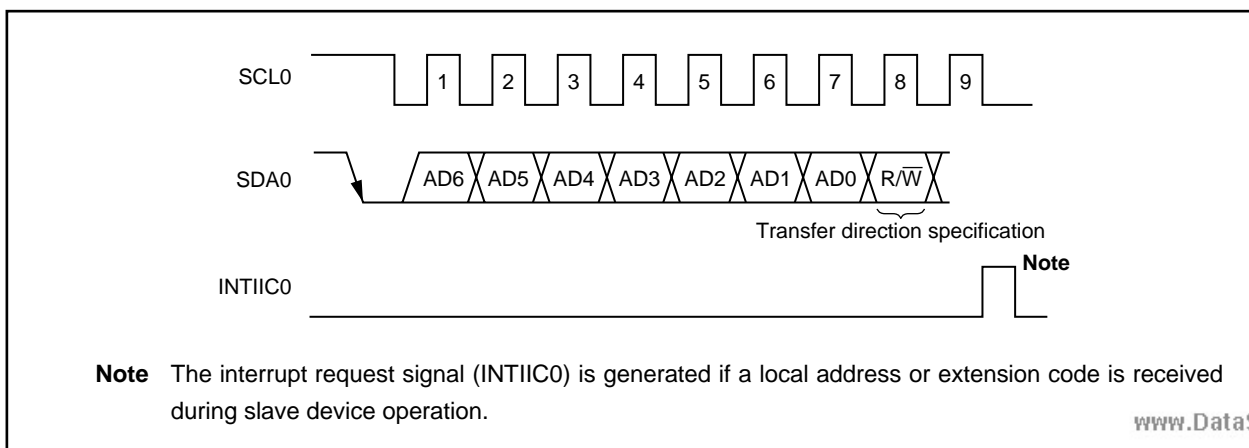 SCL0
1 2 3 4 5 6 7 8 9
SDA0
AD6 AD5 AD4 AD3 AD2 AD1 AD0 R/W̅
Transfer direction specification
INTIIC0
Note
Note The interrupt request signal (INTIIC0) is generated if a local address or extension code is received
during slave device operation.
www.DataS